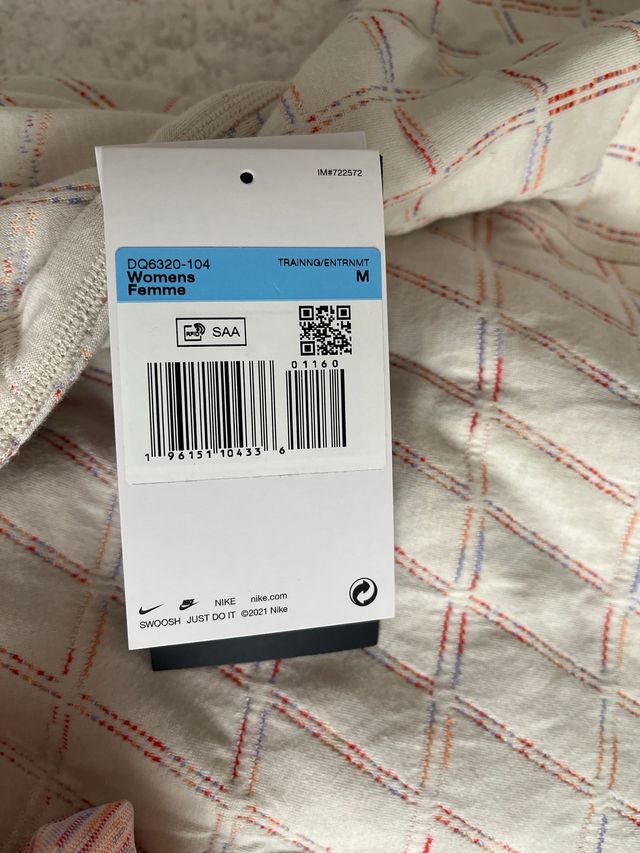 IM#722572
DQ6320-104 TRAINNG/ENTRNMT
Womens M
Femme
RFID SAA
01160
1 96151 10433 6
NIKE nike.com
SWOOSH JUST DO IT ©2021 Nike